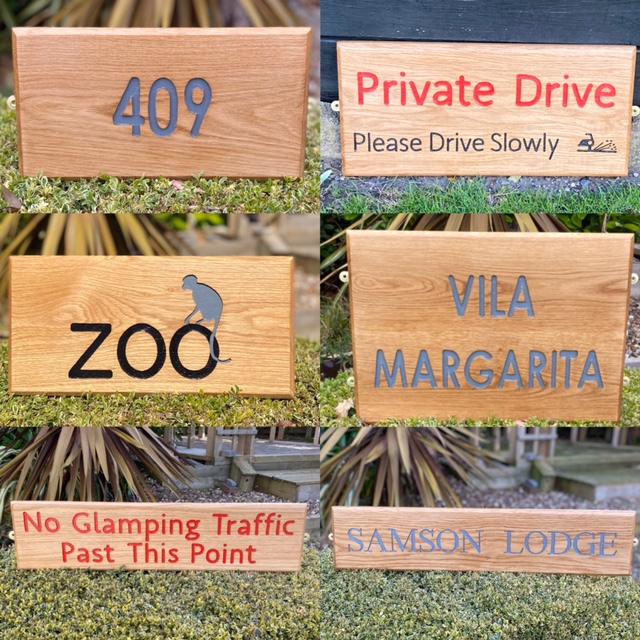 409
Private Drive
Please Drive Slowly
ZOO
VILA
MARGARITA
No Glamping Traffic
Past This Point
SAMSON LODGE